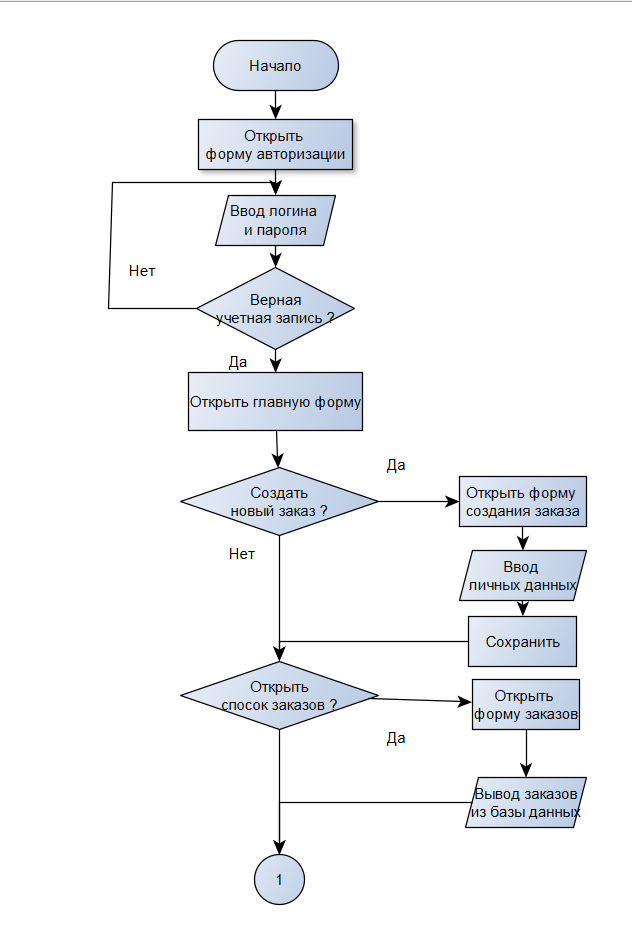 Начало
Открыть
форму авторизации
Ввод логина
и пароля
Нет
Верная
учетная запись ?
Да
Открыть главную форму
Да
Создать
новый заказ ?
Открыть форму
создания заказа
Нет
Ввод
личных данных
Сохранить
Открыть
спосок заказов ?
Открыть
форму заказов
Да
Вывод заказов
из базы данных
1